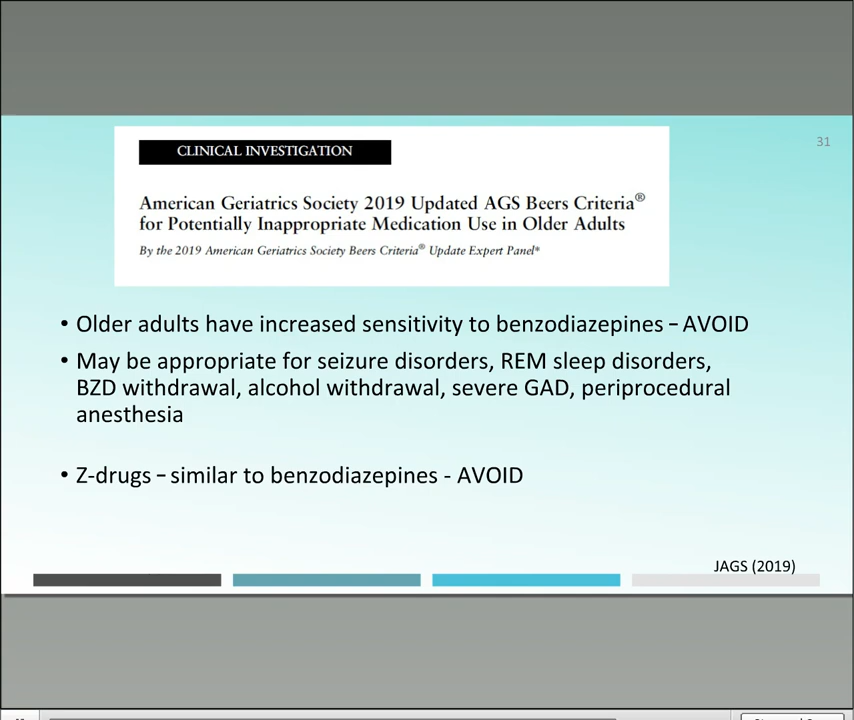 31
CLINICAL INVESTIGATION
American Geriatrics Society 2019 Updated AGS Beers Criteria®
for Potentially Inappropriate Medication Use in Older Adults
By the 2019 American Geriatrics Society Beers Criteria® Update Expert Panel*
• Older adults have increased sensitivity to benzodiazepines – AVOID
• May be appropriate for seizure disorders, REM sleep disorders,
BZD withdrawal, alcohol withdrawal, severe GAD, periprocedural
anesthesia
• Z-drugs – similar to benzodiazepines - AVOID
JAGS (2019)